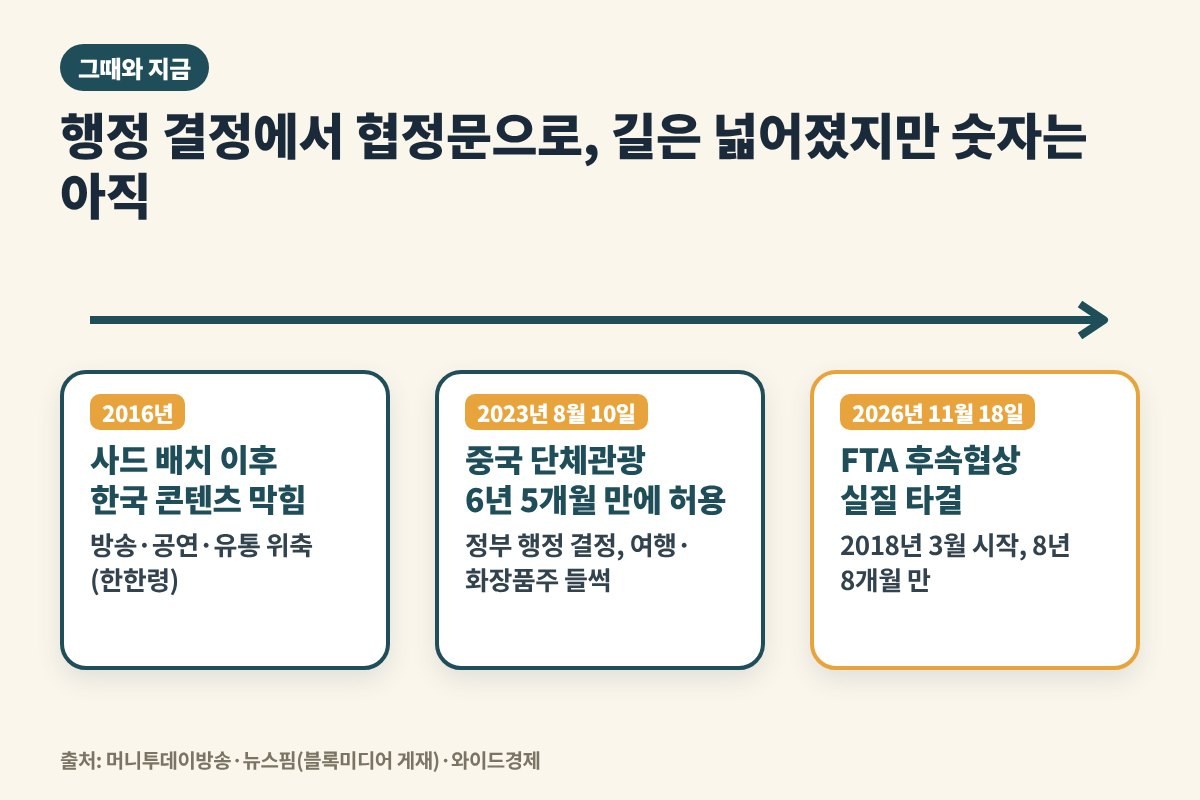 그때와 지금
행정 결정에서 협정문으로, 길은 넓어졌지만 숫자는
아직
2016년
사드 배치 이후
한국 콘텐츠 막힘
방송·공연·유통 위축
(한한령)
2023년 8월 10일
중국 단체관광
6년 5개월 만에 허용
정부 행정 결정, 여행·
화장품주 들썩
2026년 11월 18일
FTA 후속협상
실질 타결
2018년 3월 시작, 8년
8개월 만
출처: 머니투데이방송·뉴스핌(블록미디어 게재)·와이드경제